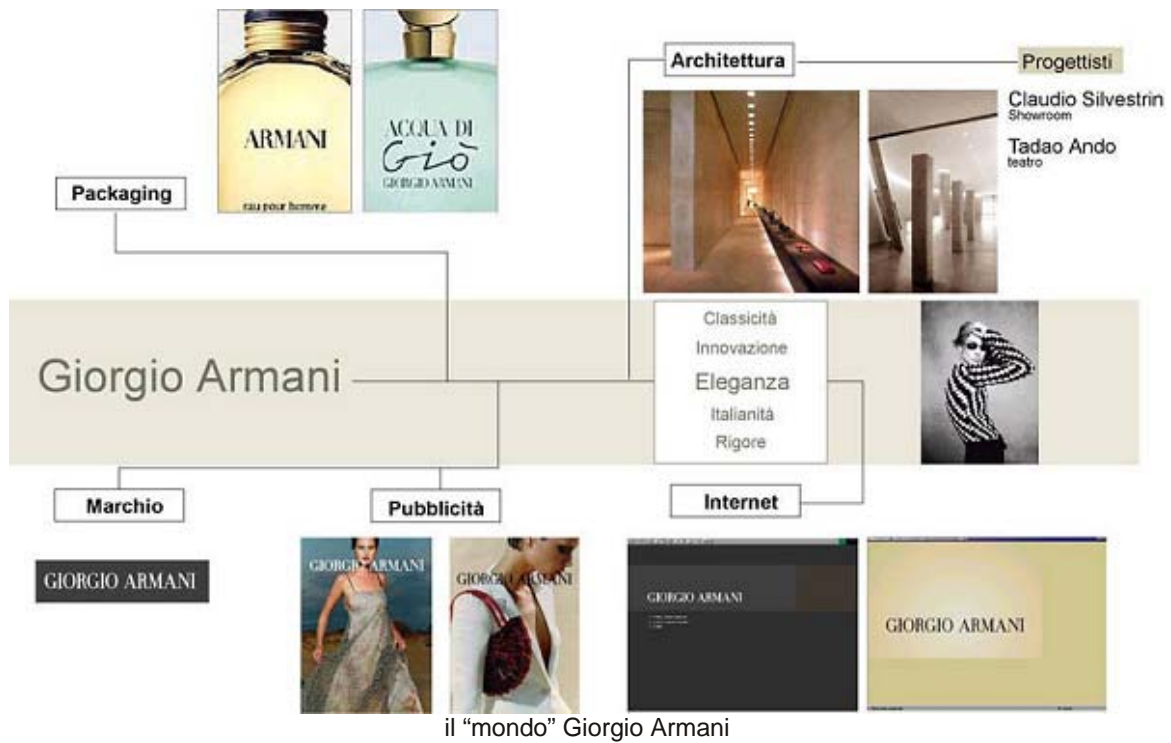 ARMANI
eau pour homme
ACQUA DI
Giò
GIORGIO ARMANI
Architettura
Progettisti
Claudio Silvestrin
Showroom
Tadao Ando
teatro
Packaging
Giorgio Armani
Classicità
Innovazione
Eleganza
Italianità
Rigore
Marchio
Pubblicità
Internet
GIORGIO ARMANI
GIORGIO ARMANI
GIORGIO ARMANI
GIORGIO ARMANI
GIORGIO ARMANI
il “mondo” Giorgio Armani